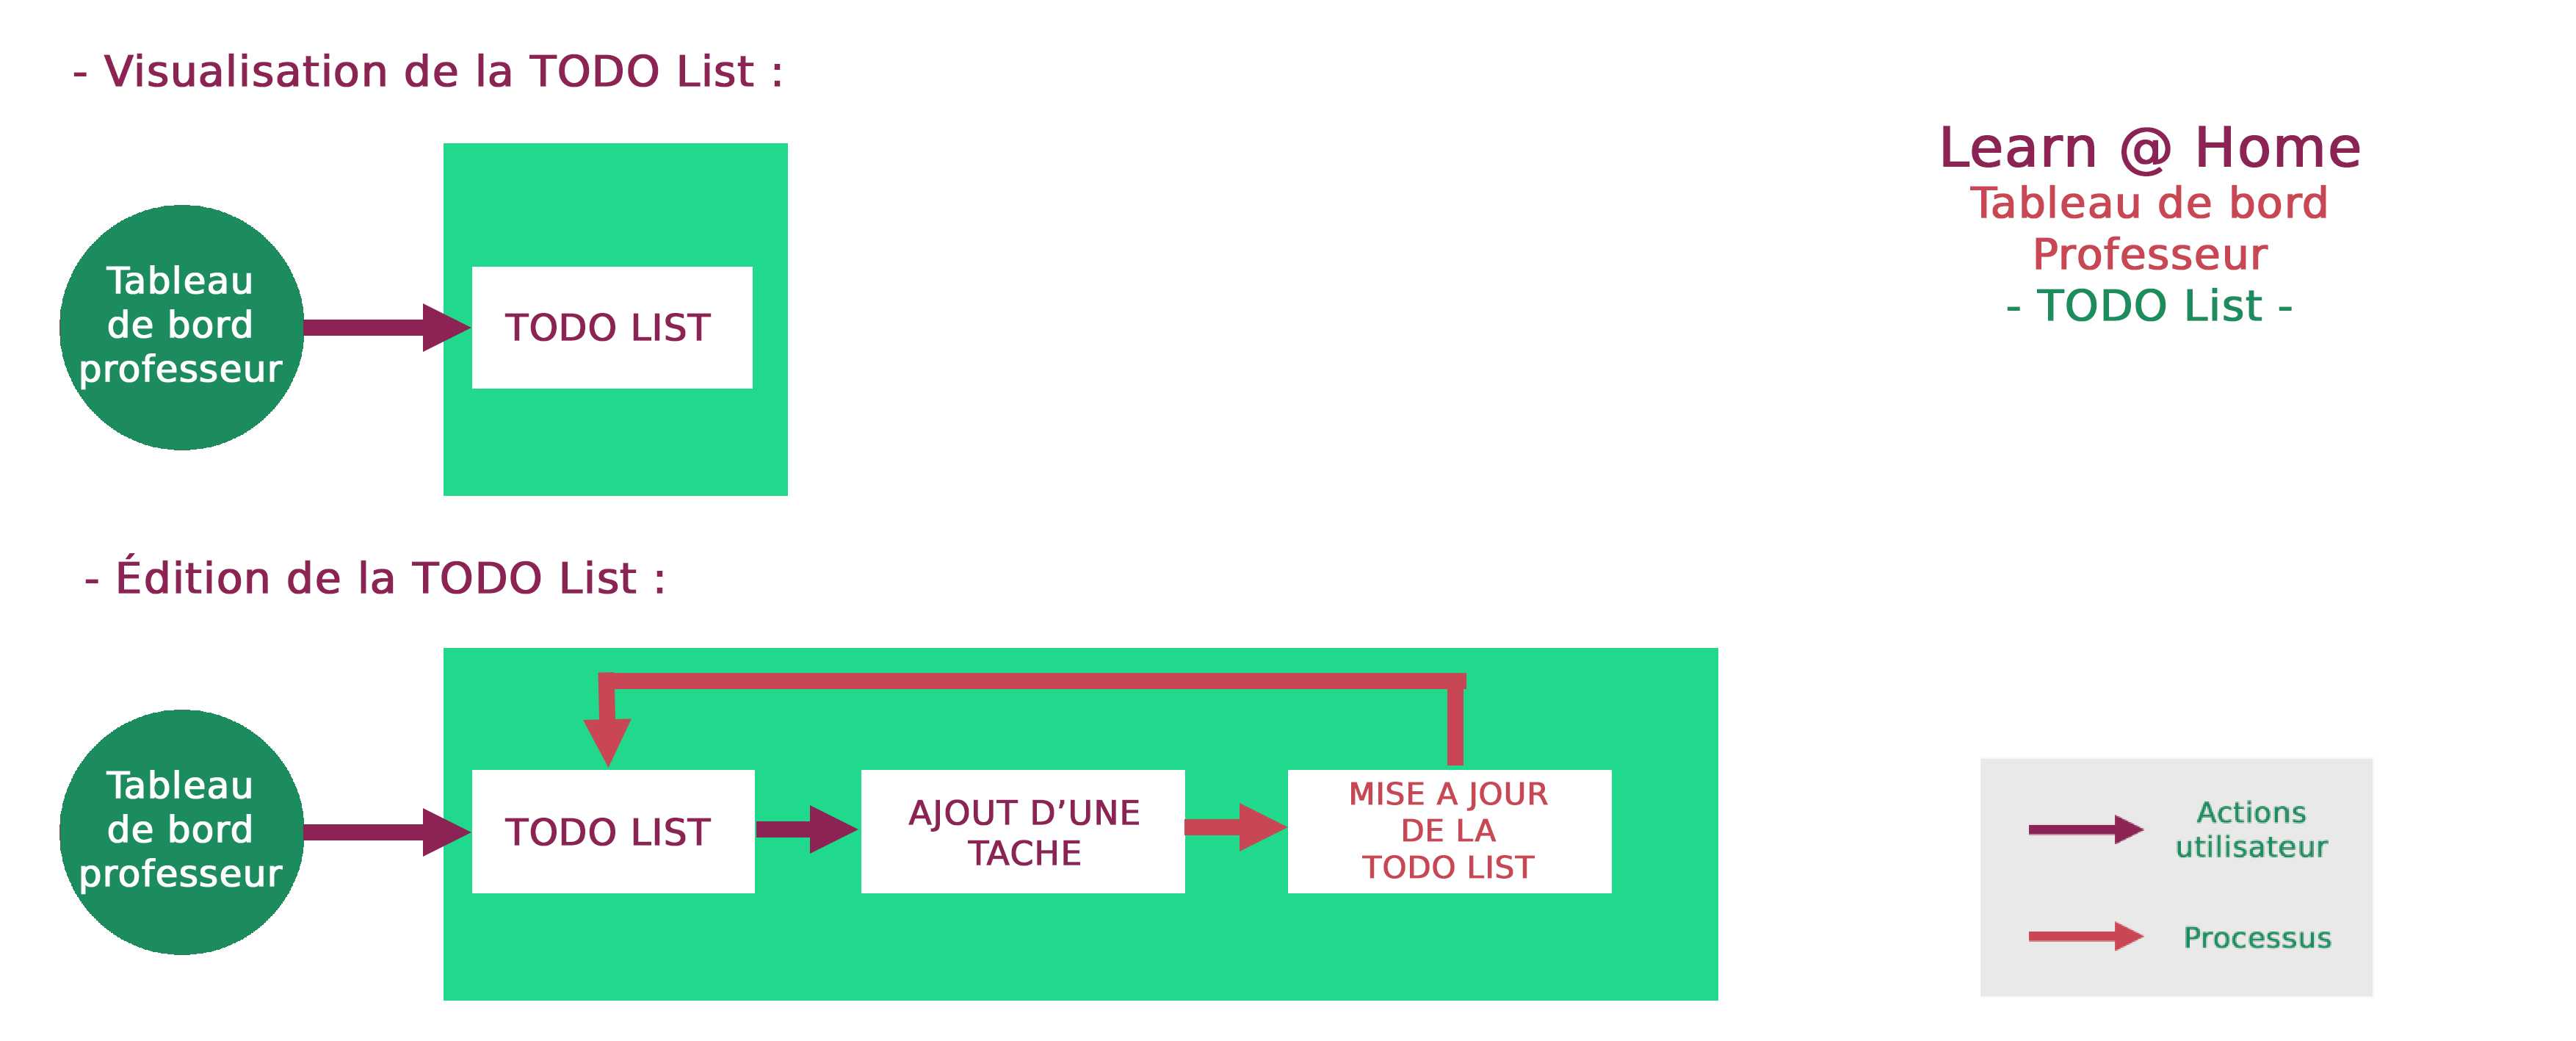 - Visualisation de la TODO List :
Learn @ Home
Tableau de bord
Professeur
- TODO List -
Tableau
de bord
professeur
TODO LIST
- Édition de la TODO List :
Tableau
de bord
professeur
TODO LIST
AJOUT D’UNE
TACHE
MISE A JOUR
DE LA
TODO LIST
Actions
utilisateur
Processus